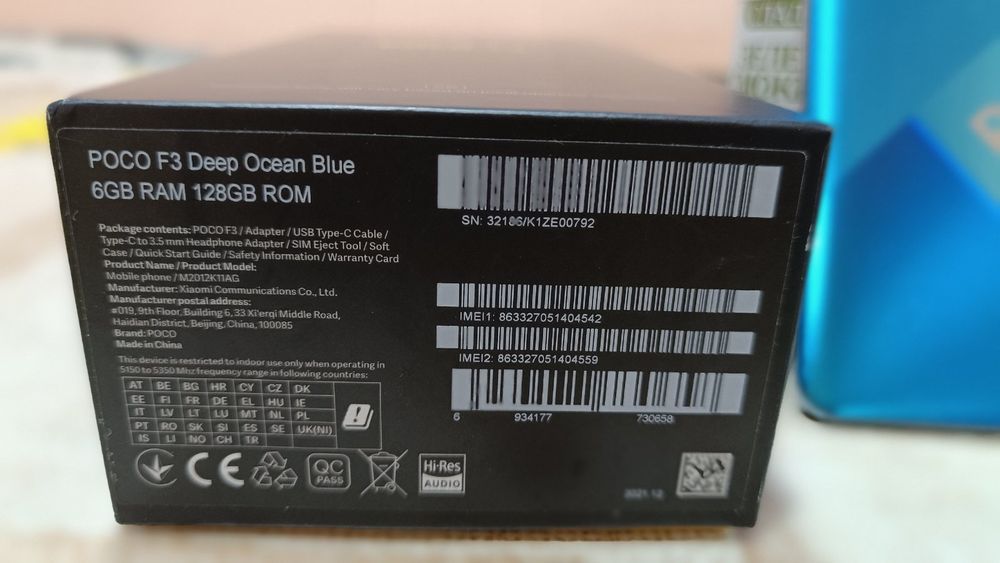 POCO F3 Deep Ocean Blue
6GB RAM 128GB ROM
Package contents: POCO F3 / Adapter / USB Type-C Cable /
Type-C to 3.5 mm Headphone Adapter / SIM Eject Tool / Soft
Case / Quick Start Guide / Safety Information / Warranty Card
Product Name / Product Model:
Mobile phone / M2012K11AG
Manufacturer: Xiaomi Communications Co., Ltd.
Manufacturer postal address:
#019, 9th Floor, Building 6, 33 Xi'erqi Middle Road,
Haidian District, Beijing, China, 100085
Brand: POCO
Made in China
This device is restricted to indoor use only when operating in
5150 to 5350 Mhz frequency range in following countries:
AT BE BG HR CY CZ DK
EE FI FR DE EL HU IE
IT LV LT LU MT NL PL
PT RO SK SI ES SE UK(NI)
IS LI NO CH TR
CE
QC
PASS
Hi-Res
AUDIO
SN: 32186/K1ZE00792
IMEI1: 863327051404542
IMEI2: 863327051404559
6 934177 730658
2021.12